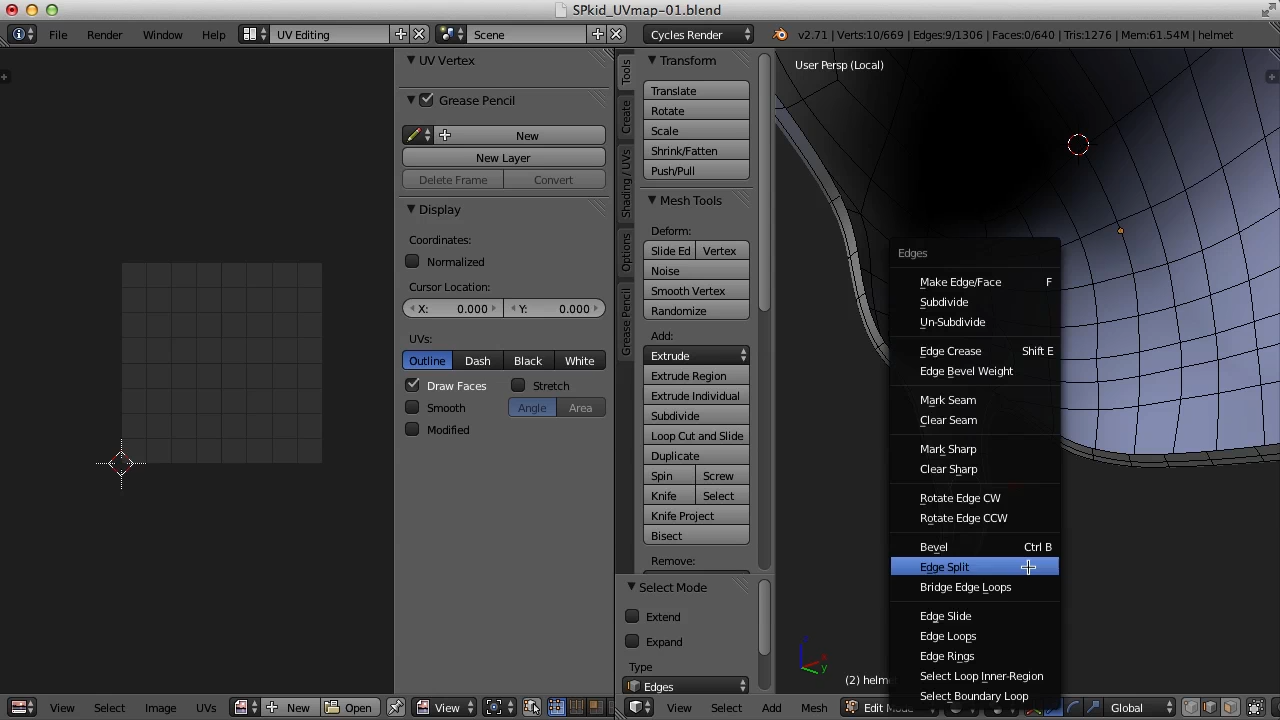 SPkid_UVmap-01.blend
File Render Window Help UV Editing Scene Cycles Render v2.71 | Verts:10/669 | Edges:9/1306 | Faces:0/640 | Tris:1276 | Mem:61.54M | helmet
UV Vertex
Grease Pencil
New
New Layer
Delete Frame Convert
Display
Coordinates:
Normalized
Cursor Location:
X: 0.000 Y: 0.000
UVs:
Outline Dash Black White
Draw Faces Stretch
Smooth Angle Area
Modified
Tools
Create
Shading / UVs
Options
Grease Pencil
Transform
Translate
Rotate
Scale
Shrink/Fatten
Push/Pull
Mesh Tools
Deform:
Slide Ed Vertex
Noise
Smooth Vertex
Randomize
Add:
Extrude
Extrude Region
Extrude Individual
Subdivide
Loop Cut and Slide
Duplicate
Spin Screw
Knife Select
Knife Project
Bisect
Remove:
Select Mode
Extend
Expand
Type
Edges
User Persp (Local)
Edges
Make Edge/Face F
Subdivide
Un-Subdivide
Edge Crease Shift E
Edge Bevel Weight
Mark Seam
Clear Seam
Mark Sharp
Clear Sharp
Rotate Edge CW
Rotate Edge CCW
Bevel Ctrl B
Edge Split
Bridge Edge Loops
Edge Slide
Edge Loops
Edge Rings
Select Loop Inner-Region
Select Boundary Loop
(2) helme
View Select Image UVs New Open View
View Select Add Mesh Edit Mode Global